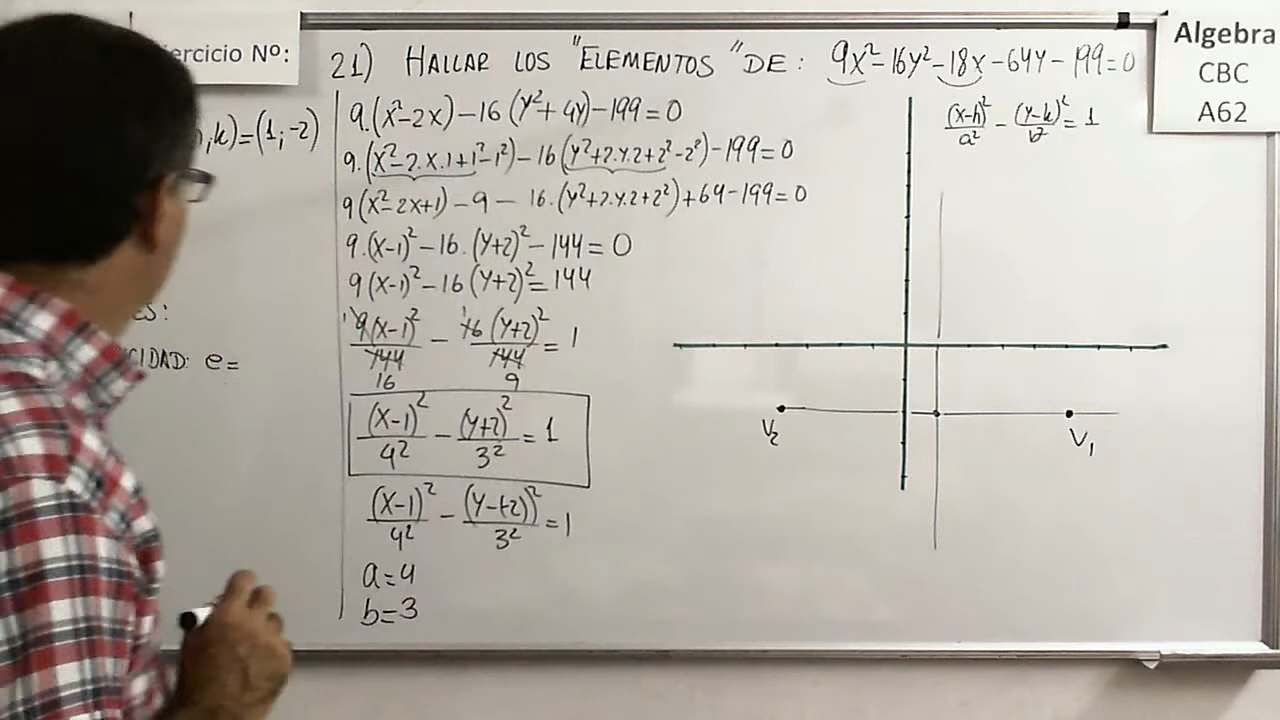 ercicio Nº:
21) HALLAR LOS "ELEMENTOS" DE: 9x²-16y²-18x-64y-199=0
Algebra
CBC
A62
,k)=(1;-2)
9.(x²-2x)-16(y²+4y)-199=0
9.(x²-2.x.1+1²-1²)-16(y²+2.y.2+2²-2²)-199=0
9(x²-2x+1)-9-16.(y²+2.y.2+2²)+64-199=0
9.(x-1)²-16.(y+2)²-144=0
9(x-1)²-16(y+2)²=144
9(x-1)²/144 - 16(y+2)²/144 = 1
1 16 1 9
(x-1)²/4² - (y+2)²/3² = 1
(x-1)²/4² - (y-(-2))²/3² = 1
a=4
b=3
ES:
CIDAD: e=
(x-h)²/a² - (y-k)²/b² = 1
V2
V1